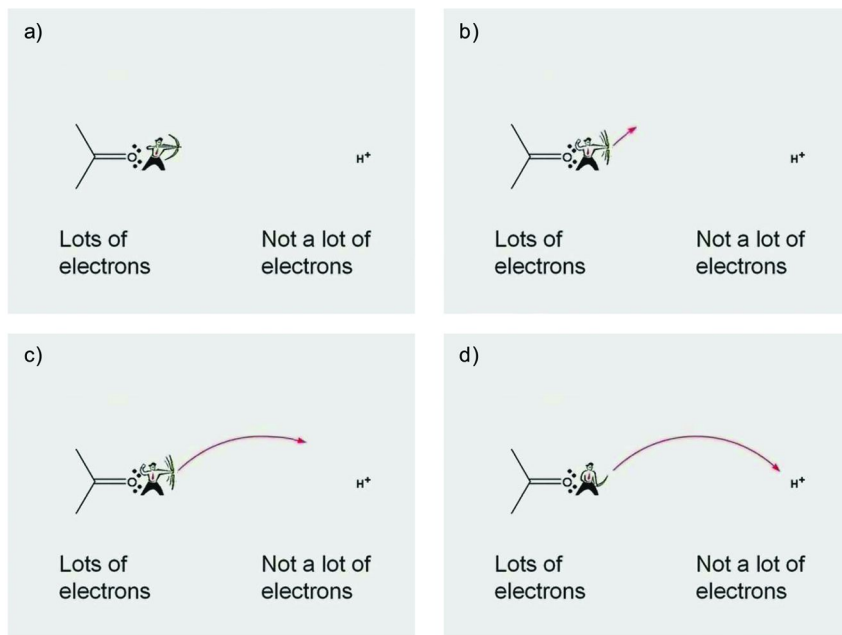 a)
O
H+
Lots of
electrons
Not a lot of
electrons
b)
O
H+
Lots of
electrons
Not a lot of
electrons
c)
O
H+
Lots of
electrons
Not a lot of
electrons
d)
O
H+
Lots of
electrons
Not a lot of
electrons